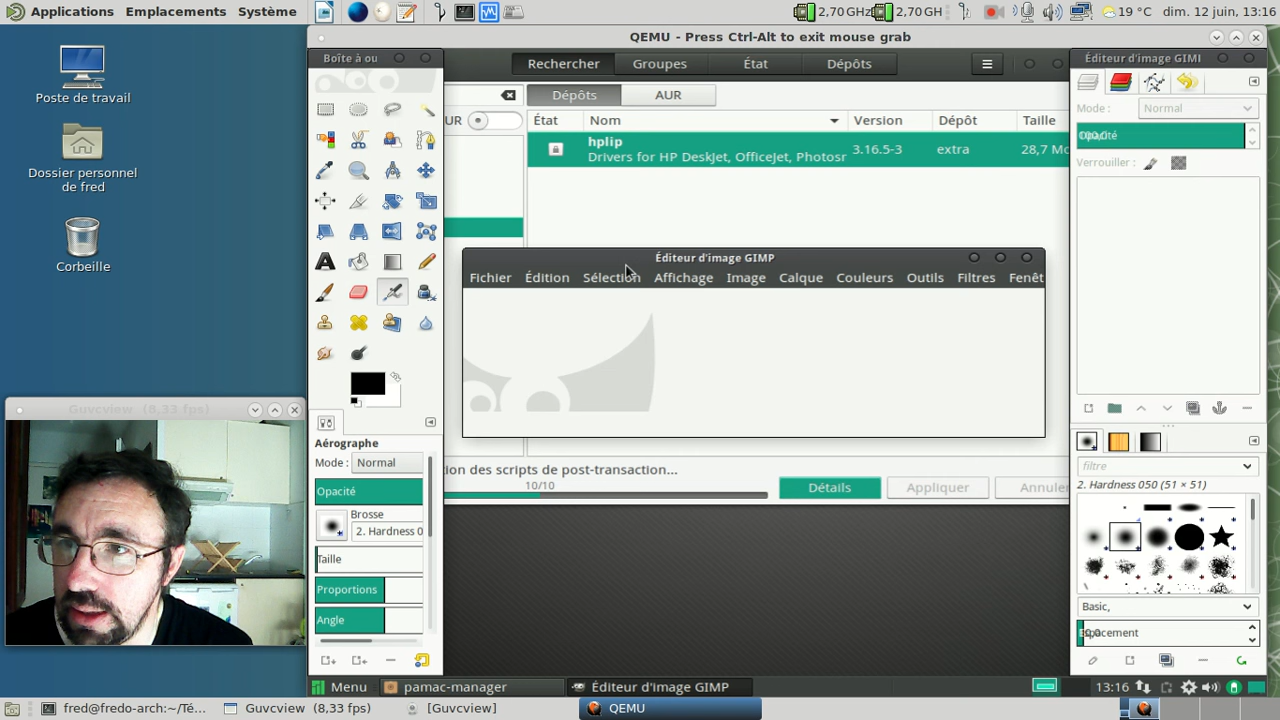 Applications Emplacements Système
2,70 GHz 2,70 GH 19 °C dim. 12 juin, 13:16
QEMU - Press Ctrl-Alt to exit mouse grab
Poste de travail
Dossier personnel
de fred
Corbeille
Boîte à ou
Rechercher Groupes État Dépôts
Dépôts AUR
UR
État Nom Version Dépôt Taille
hplip
Drivers for HP DeskJet, OfficeJet, Photosr
3.16.5-3 extra 28,7 Mo
Éditeur d'image GIMP
Fichier Édition Sélection Affichage Image Calque Couleurs Outils Filtres Fenêt
tion des scripts de post-transaction...
10/10
Détails Appliquer Annuler
Éditeur d'image GIMI
Mode : Normal
Opacité
Verrouiller :
filtre
2. Hardness 050 (51 × 51)
Basic,
Guvcview (8,33 fps)
Aérographe
Mode : Normal
Opacité
Brosse
2. Hardness 0
Taille
Proportions
Angle
Menu pamac-manager Éditeur d'image GIMP 13:16
fred@fredo-arch:~/Té... Guvcview (8,33 fps) [Guvcview] QEMU